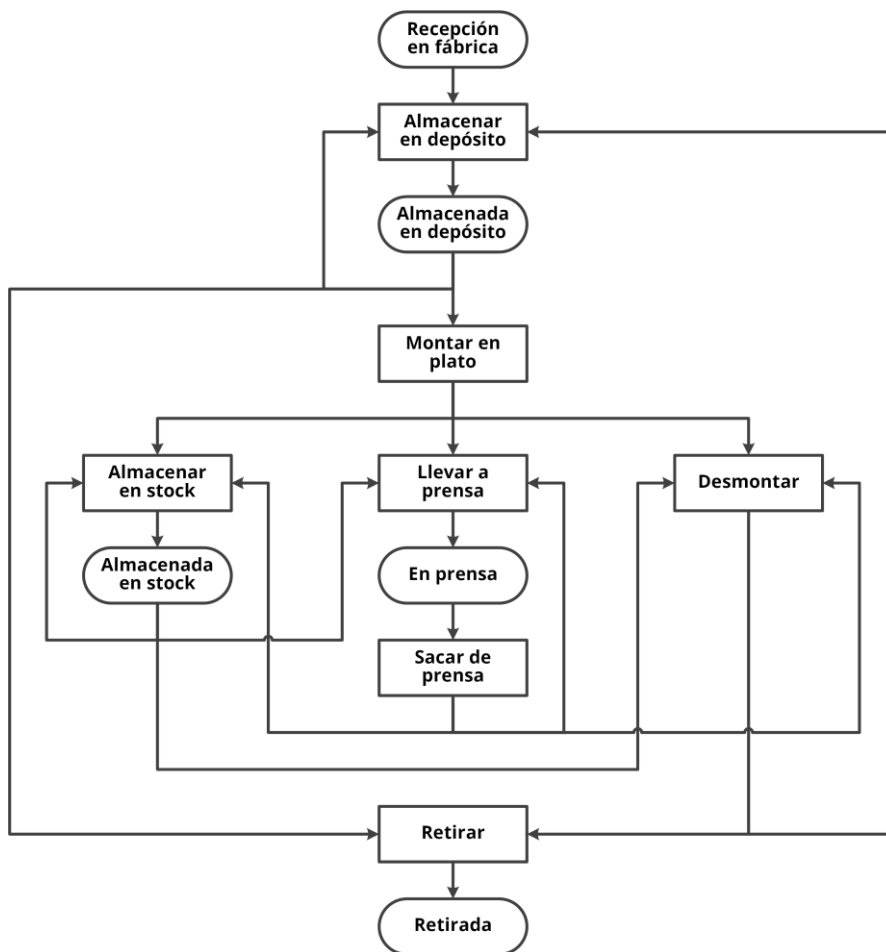 Recepción
en fábrica
Almacenar
en depósito
Almacenada
en depósito
Montar en
plato
Almacenar
en stock
Llevar a
prensa
Desmontar
Almacenada
en stock
En prensa
Sacar de
prensa
Retirar
Retirada